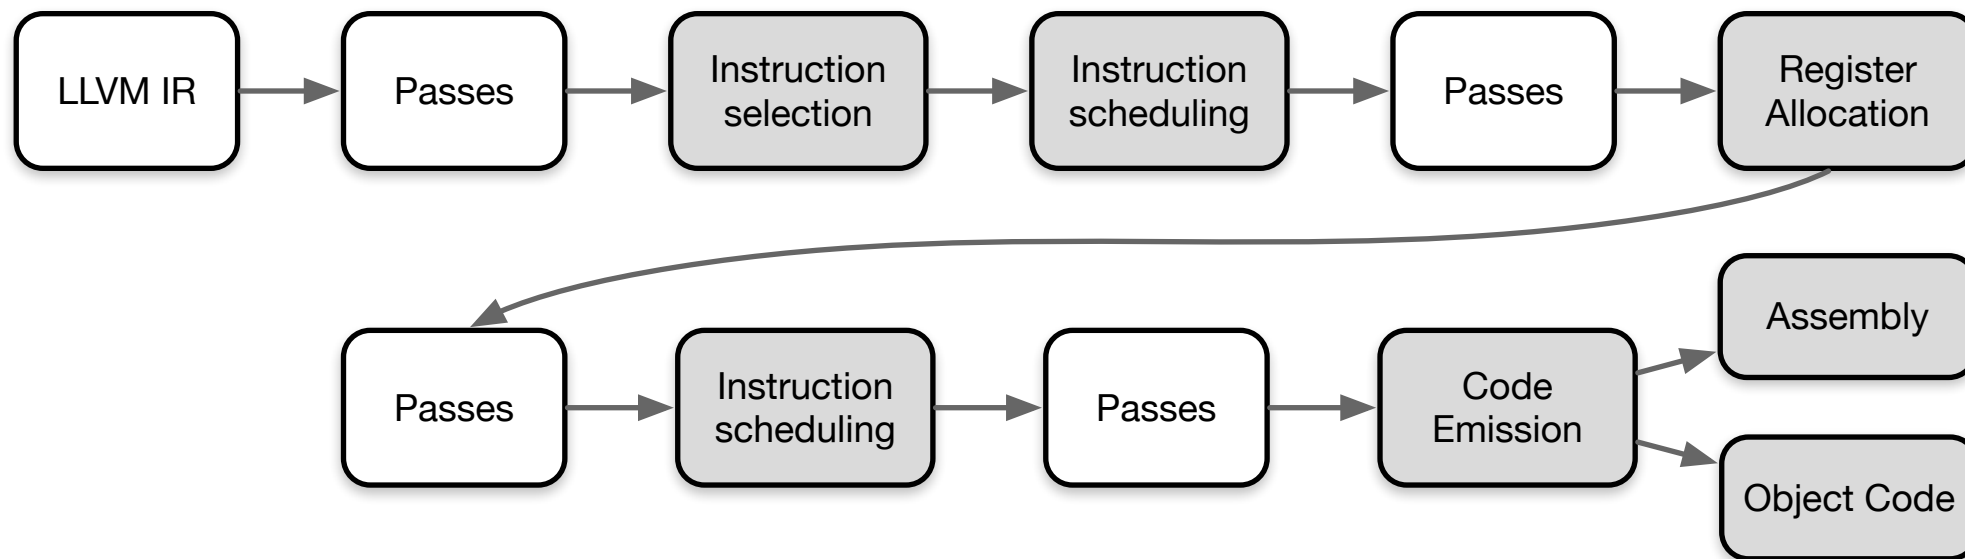 LLVM IR
Passes
Instruction
selection
Instruction
scheduling
Passes
Register
Allocation
Passes
Instruction
scheduling
Passes
Code
Emission
Assembly
Object Code